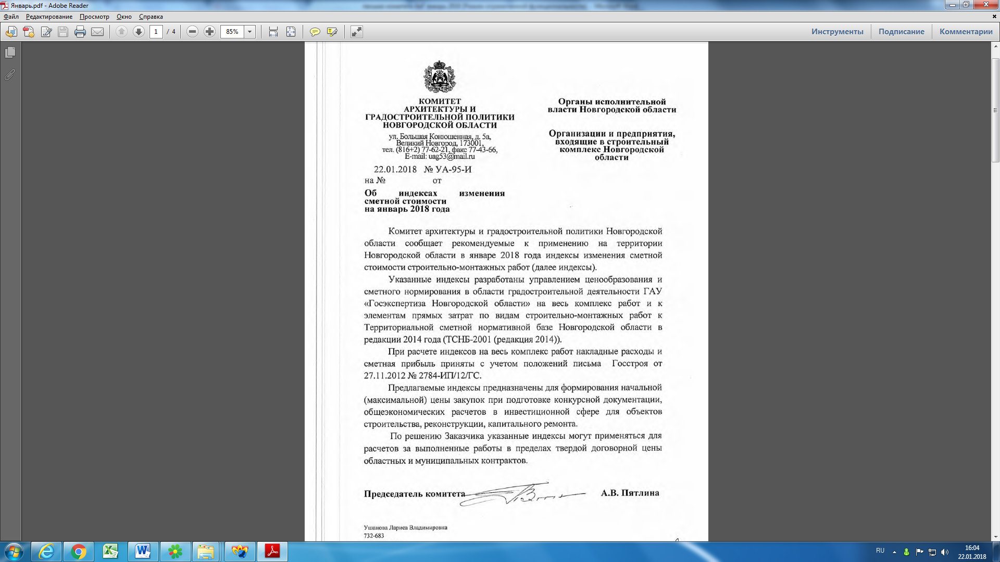 Январь.pdf - Adobe Reader
Файл Редактирование Просмотр Окно Справка
1 / 4 85% Инструменты Подписание Комментарии
КОМИТЕТ
АРХИТЕКТУРЫ И
ГРАДОСТРОИТЕЛЬНОЙ ПОЛИТИКИ
НОВГОРОДСКОЙ ОБЛАСТИ
ул. Большая Конюшенная, д. 5а,
Великий Новгород, 173001,
тел. (816+2) 77-62-21, факс 77-43-66,
E-mail: uag53@mail.ru
22.01.2018 № УА-95-И
на № от
Об индексах изменения
сметной стоимости
на январь 2018 года
Органы исполнительной
власти Новгородской области
Организации и предприятия,
входящие в строительный
комплекс Новгородской
области
Комитет архитектуры и градостроительной политики Новгородской
области сообщает рекомендуемые к применению на территории
Новгородской области в январе 2018 года индексы изменения сметной
стоимости строительно-монтажных работ (далее индексы).
Указанные индексы разработаны управлением ценообразования и
сметного нормирования в области градостроительной деятельности ГАУ
«Госэкспертиза Новгородской области» на весь комплекс работ и к
элементам прямых затрат по видам строительно-монтажных работ к
Территориальной сметной нормативной базе Новгородской области в
редакции 2014 года (ТСНБ-2001 (редакция 2014)).
При расчете индексов на весь комплекс работ накладные расходы и
сметная прибыль приняты с учетом положений письма Госстроя от
27.11.2012 № 2784-ИП/12/ГС.
Предлагаемые индексы предназначены для формирования начальной
(максимальной) цены закупок при подготовке конкурсной документации,
общеэкономических расчетов в инвестиционной сфере для объектов
строительства, реконструкции, капитального ремонта.
По решению Заказчика указанные индексы могут применяться для
расчетов за выполненные работы в пределах твердой договорной цены
областных и муниципальных контрактов.
Председатель комитета А.В. Пятлина
Ушанова Лариса Владимировна
732-683
RU 16:04
22.01.2018